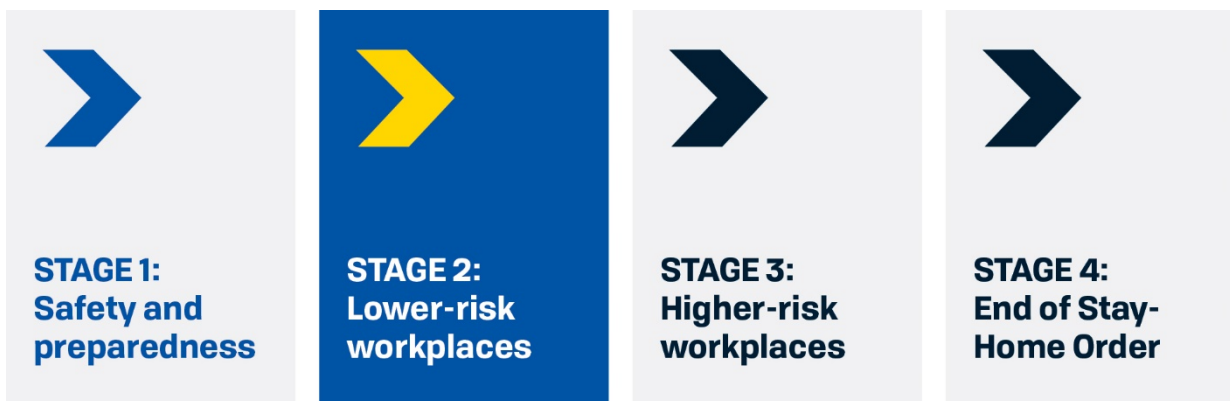 STAGE 1:
Safety and
preparedness
STAGE 2:
Lower-risk
workplaces
STAGE 3:
Higher-risk
workplaces
STAGE 4:
End of Stay-
Home Order